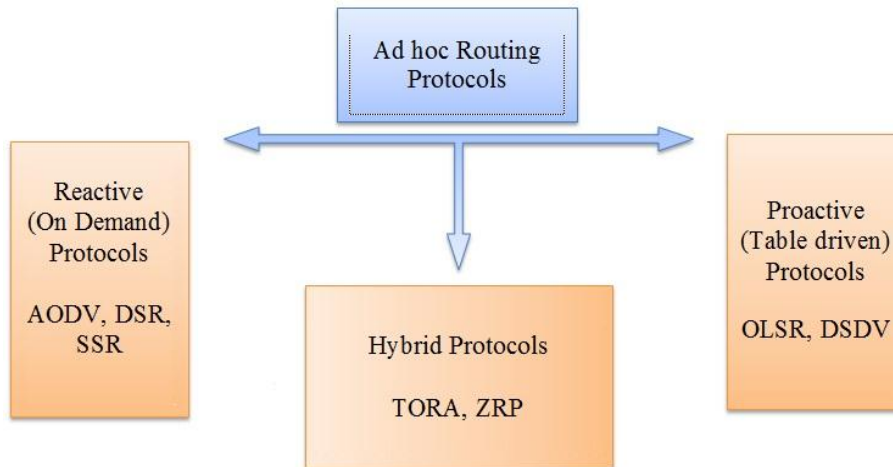 Ad hoc Routing
Protocols
Reactive
(On Demand)
Protocols
AODV, DSR,
SSR
Hybrid Protocols
TORA, ZRP
Proactive
(Table driven)
Protocols
OLSR, DSDV